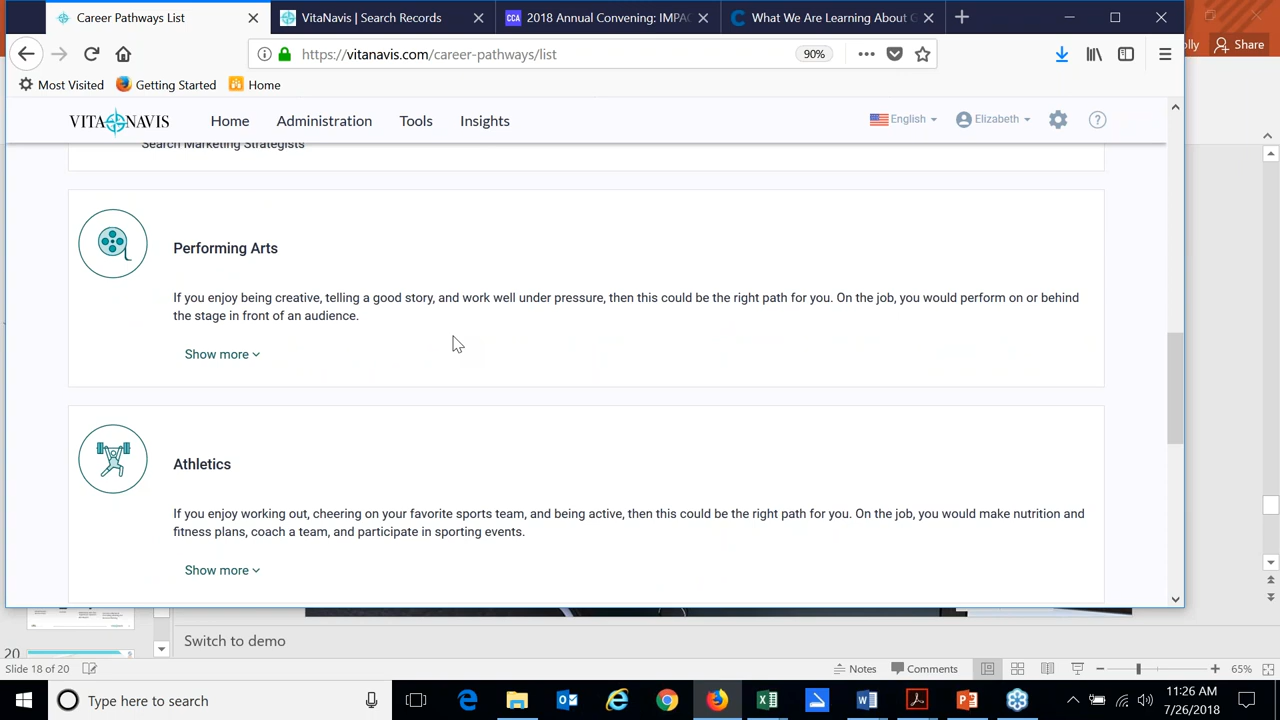 Career Pathways List
VitaNavis | Search Records
CCA 2018 Annual Convening: IMPA
What We Are Learning About
olly
Share
https://vitanavis.com/career-pathways/list
90%
Most Visited
Getting Started
Home
VITA NAVIS
Home
Administration
Tools
Insights
English
Elizabeth
Search Marketing Strategists
Performing Arts
If you enjoy being creative, telling a good story, and work well under pressure, then this could be the right path for you. On the job, you would perform on or behind
the stage in front of an audience.
Show more
Athletics
If you enjoy working out, cheering on your favorite sports team, and being active, then this could be the right path for you. On the job, you would make nutrition and
fitness plans, coach a team, and participate in sporting events.
Show more
20
Switch to demo
Slide 18 of 20
Notes
Comments
65%
Type here to search
11:26 AM
7/26/2018